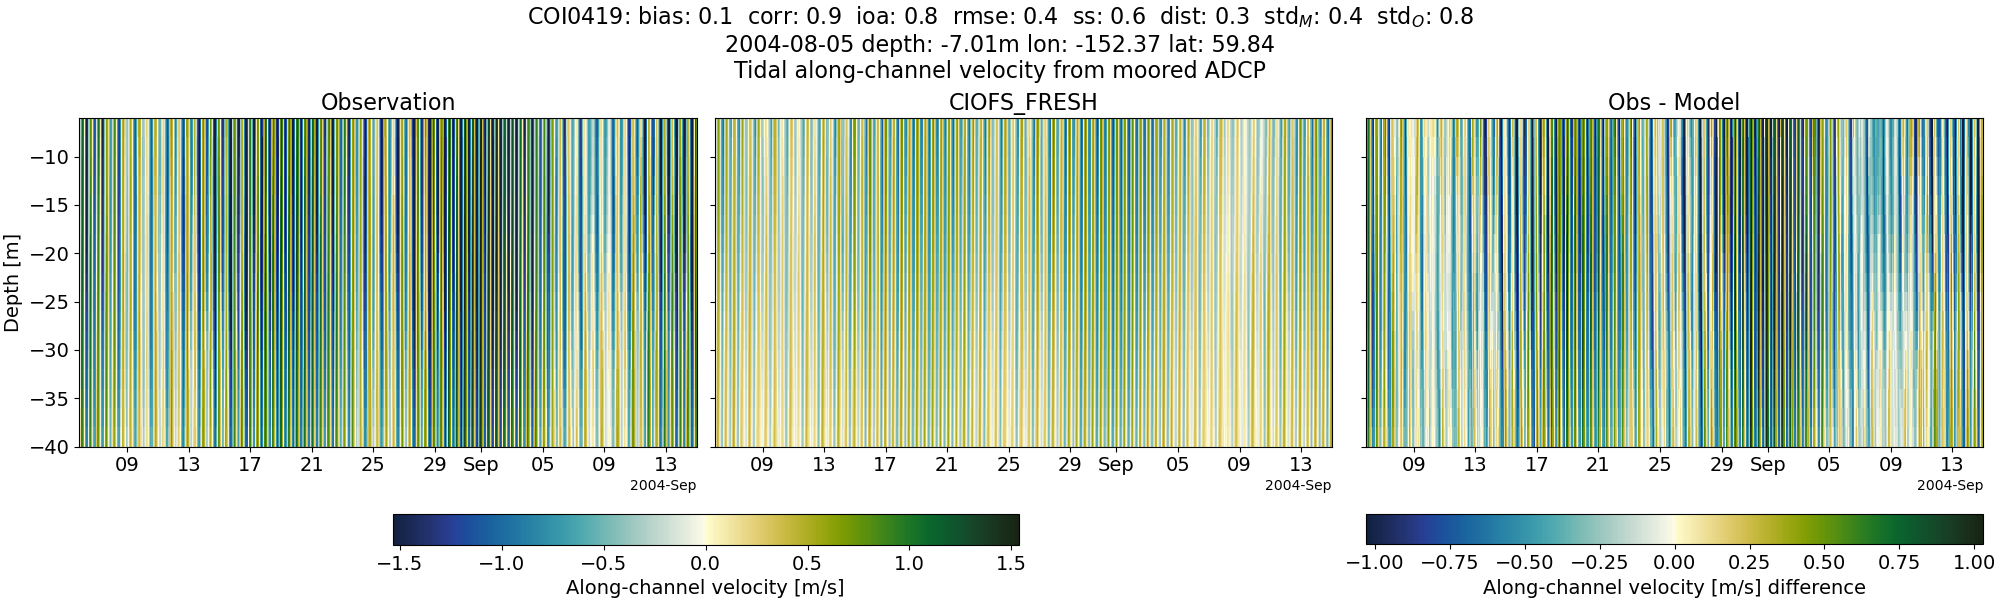 COI0419: bias: 0.1 corr: 0.9 ioa: 0.8 rmse: 0.4 ss: 0.6 dist: 0.3 std_M: 0.4 std_O: 0.8
2004-08-05 depth: -7.01m lon: -152.37 lat: 59.84
Tidal along-channel velocity from moored ADCP
Observation CIOFS_FRESH Obs - Model
Depth [m]
−10
−15
−20
−25
−30
−35
−40
09 13 17 21 25 29 Sep 05 09 13 09 13 17 21 25 29 Sep 05 09 13 09 13 17 21 25 29 Sep 05 09 13
2004-Sep 2004-Sep 2004-Sep
−1.5 −1.0 −0.5 0.0 0.5 1.0 1.5 −1.00 −0.75 −0.50 −0.25 0.00 0.25 0.50 0.75 1.00
Along-channel velocity [m/s] Along-channel velocity [m/s] difference